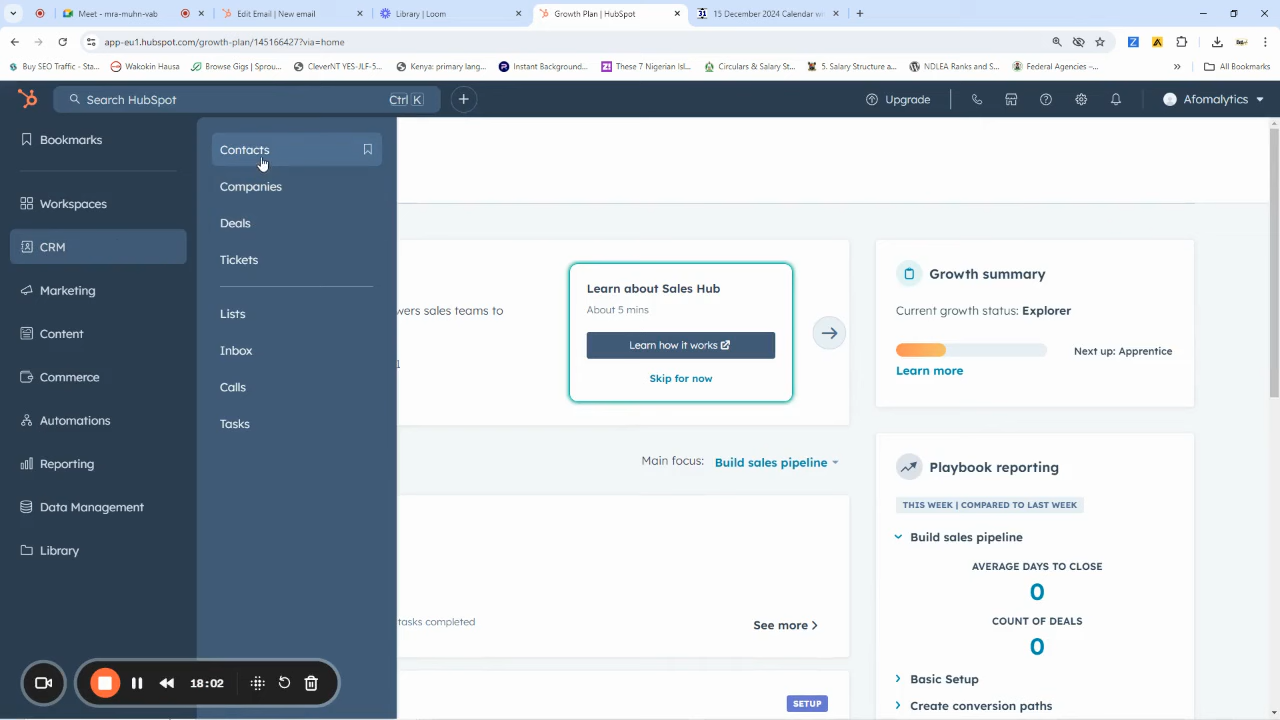 Meet - mra-muhn-vab
Edit Email | New email
Library | Loom
Growth Plan | HubSpot
15 December 2024 Calendar w
app-eu1.hubspot.com/growth-plan/145166427?via=home
Buy SEO Traffic - Sta...
Wakokin Hausa
Browse Gigs | Sprou...
CleverNT YES-JLF-5...
Kenya: primary lang...
Instant Background...
These 7 Nigerian Is...
Circulars & Salary St...
5. Salary Structure a...
NDLEA Ranks and S...
Federal Agencies –...
»
All Bookmarks
Search HubSpot
Ctrl K
Upgrade
Afomalytics
Bookmarks
Workspaces
CRM
Marketing
Content
Commerce
Automations
Reporting
Data Management
Library
Contacts
Companies
Deals
Tickets
Lists
Inbox
Calls
Tasks
wers sales teams to
Learn about Sales Hub
About 5 mins
Learn how it works
Skip for now
Main focus: Build sales pipeline
tasks completed
See more
SETUP
Growth summary
Current growth status: Explorer
Next up: Apprentice
Learn more
Playbook reporting
THIS WEEK | COMPARED TO LAST WEEK
Build sales pipeline
AVERAGE DAYS TO CLOSE
0
COUNT OF DEALS
0
Basic Setup
Create conversion paths
18:02